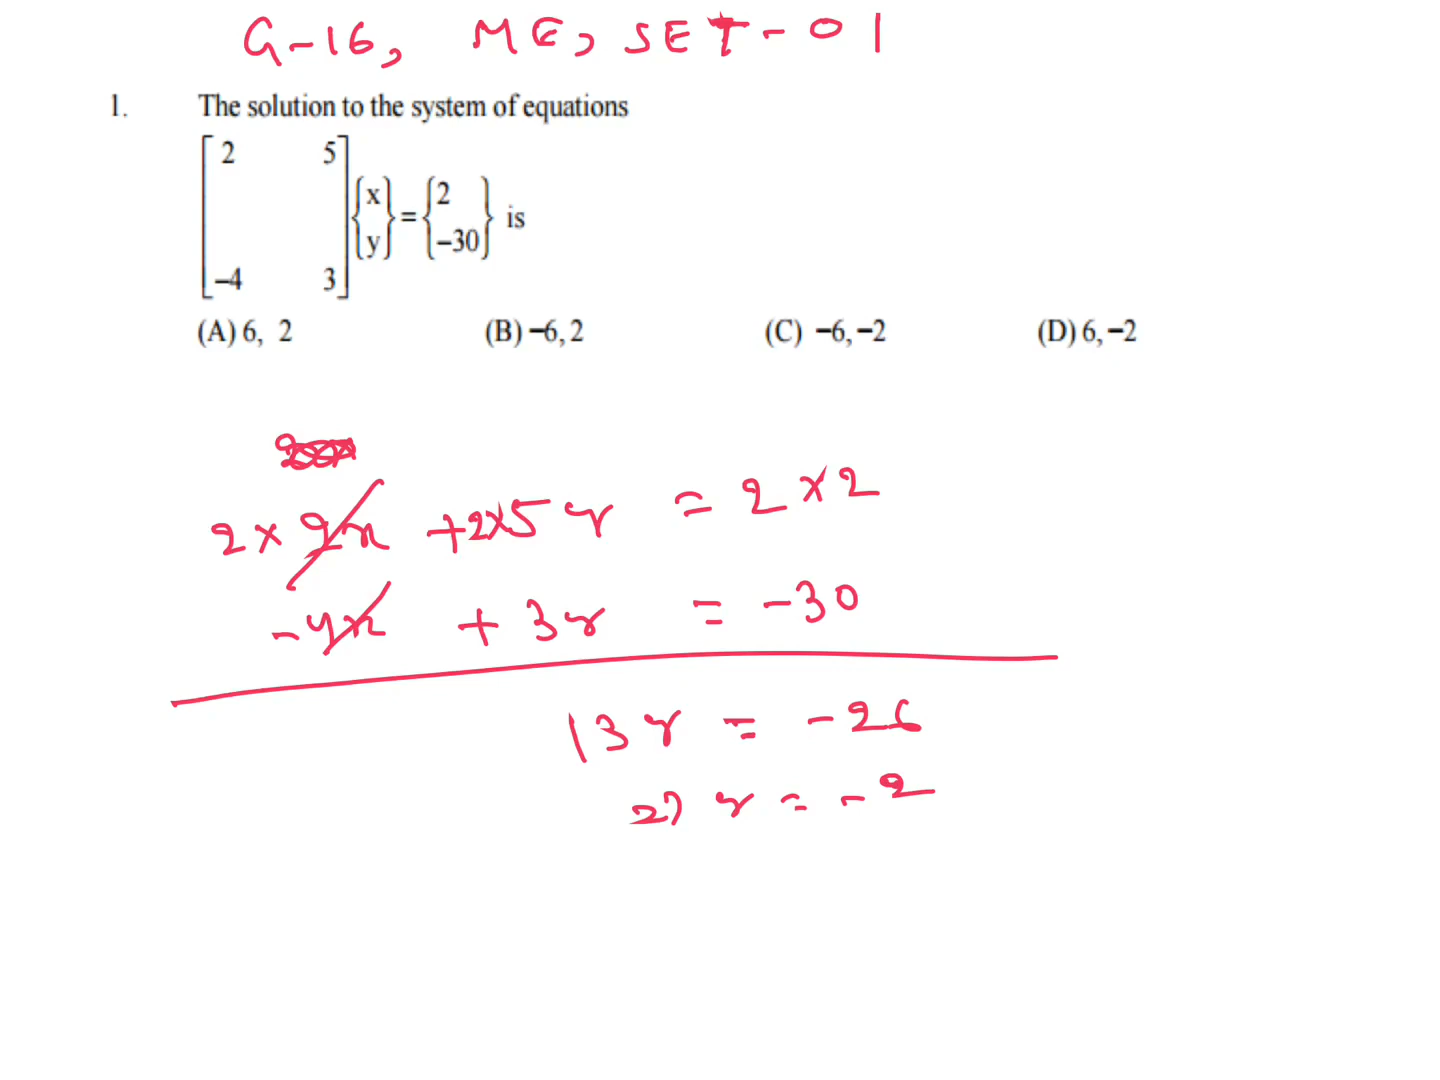 G-16, ME, SET-01
1. The solution to the system of equations
[2 5
-4 3] {x
y} = {2
-30} is
(A) 6, 2 (B) -6, 2 (C) -6, -2 (D) 6, -2
2 × 2x + 2×5y = 2 × 2
-4x + 3y = -30
13y = -26
y = -2